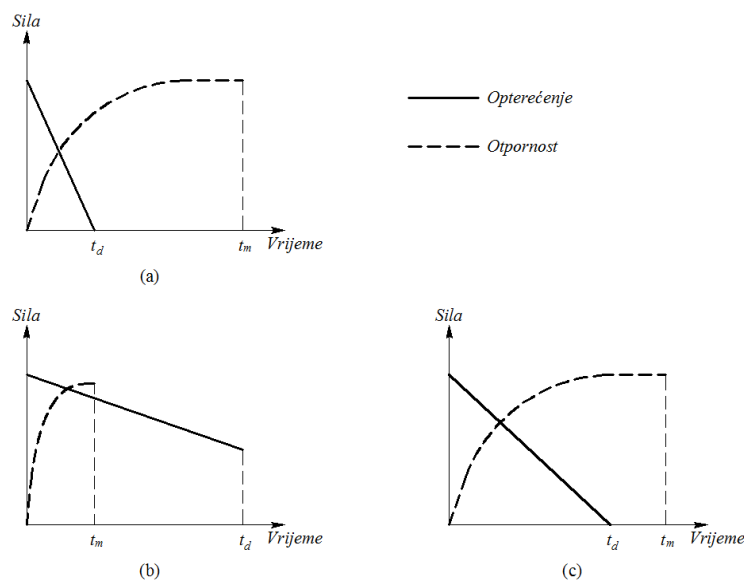 Sila
Opterećenje
Otpornost
t_d
t_m
Vrijeme
(a)
Sila
t_m
t_d
Vrijeme
(b)
Sila
t_d
t_m
Vrijeme
(c)